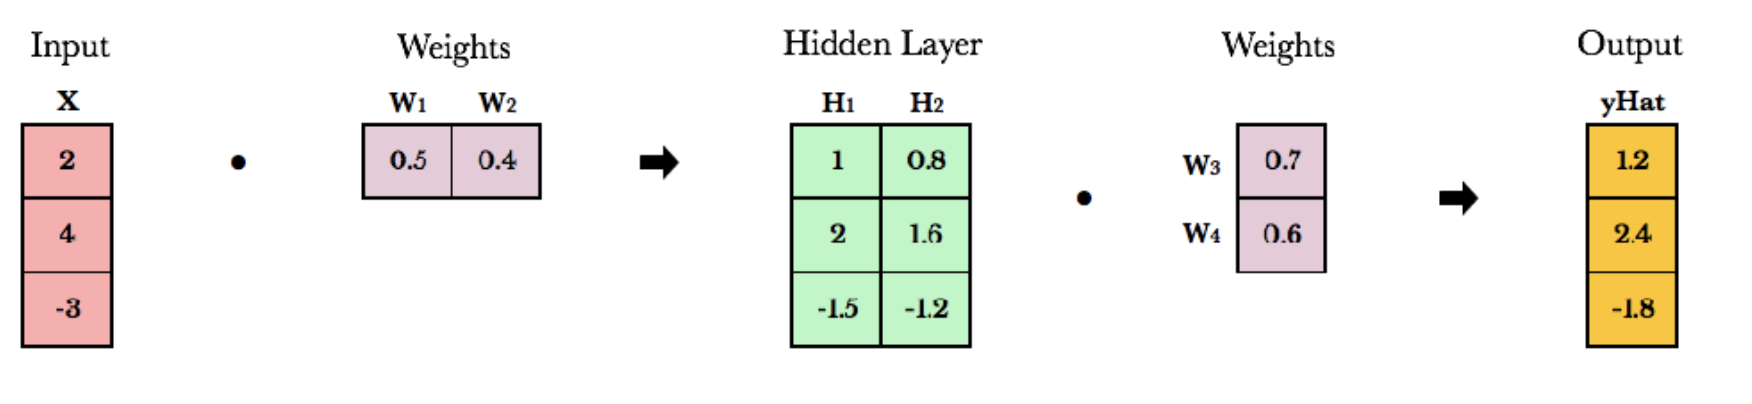 Input Weights Hidden Layer Weights Output
X W1 W2 H1 H2 yHat
2 • 0.5 0.4 1 0.8 W3 0.7 1.2
4 2 1.6 • W4 0.6 2.4
-3 -1.5 -1.2 -1.8